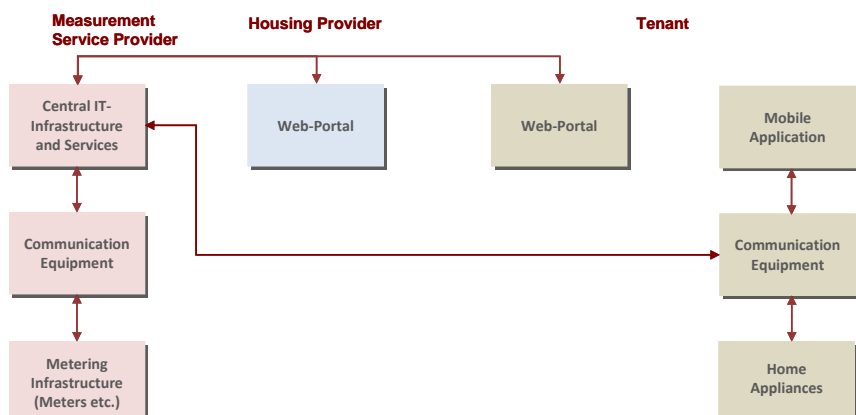 Measurement
Service Provider
Housing Provider
Tenant
Central IT-
Infrastructure
and Services
Web-Portal
Web-Portal
Mobile
Application
Communication
Equipment
Communication
Equipment
Metering
Infrastructure
(Meters etc.)
Home
Appliances